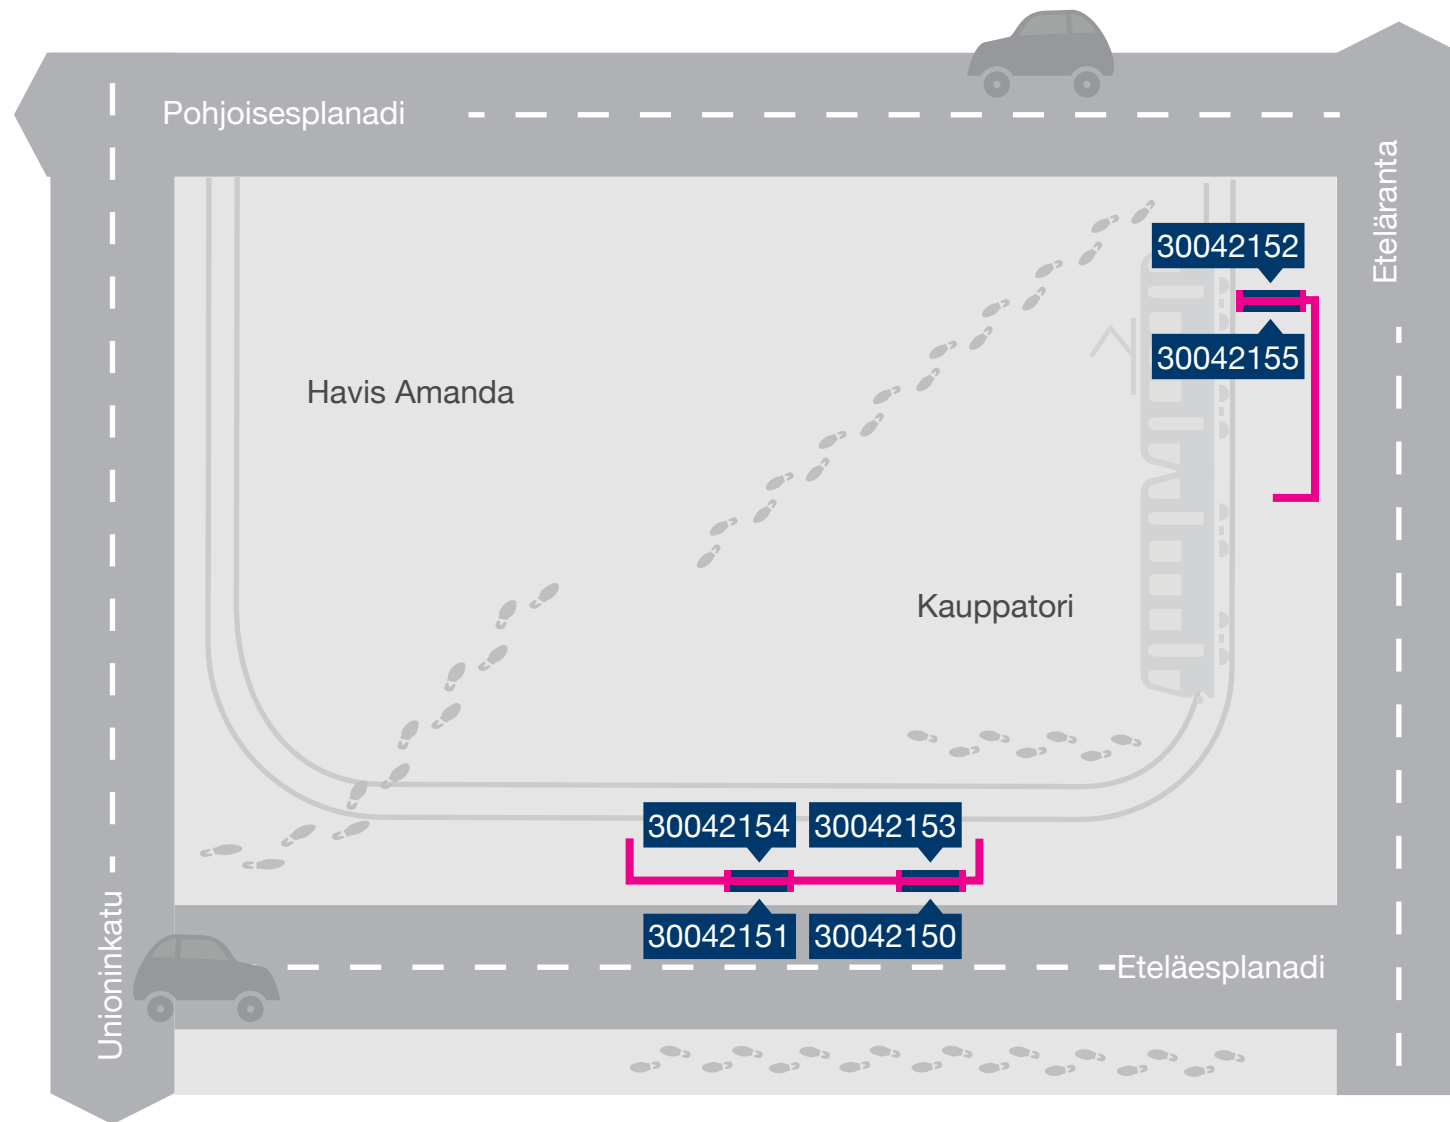 Pohjoisesplanadi
Eteläranta
30042152
30042155
Havis Amanda
Kauppatori
30042154
30042153
30042151
30042150
Unioninkatu
Eteläesplanadi